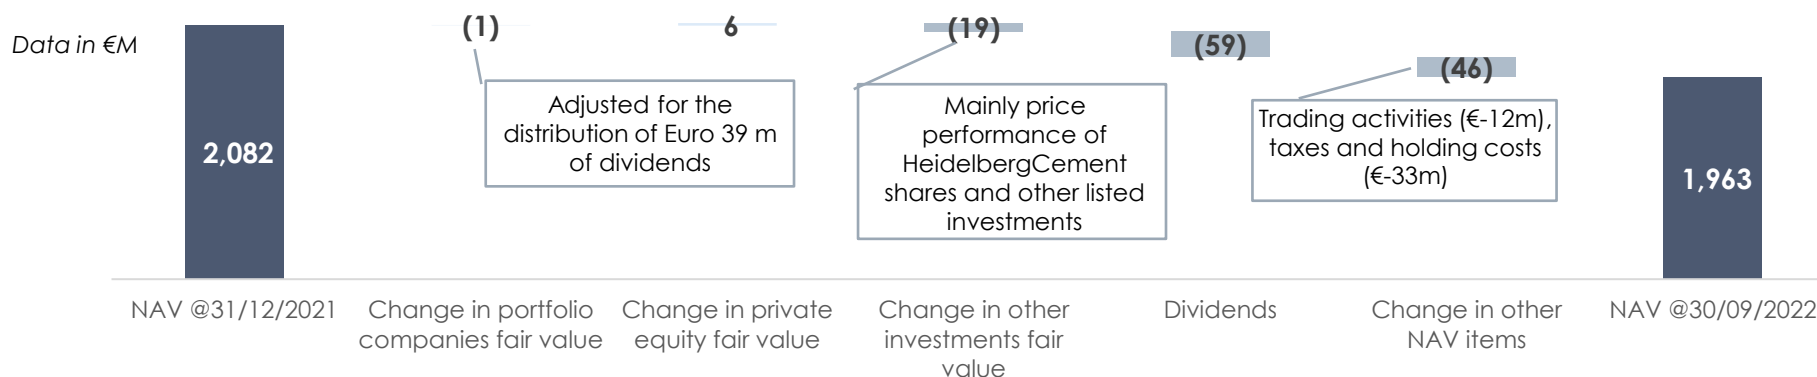 Data in €M
2,082
(1)
6
(19)
(59)
(46)
1,963
Adjusted for the
distribution of Euro 39 m
of dividends
Mainly price
performance of
HeidelbergCement
shares and other listed
investments
Trading activities (€-12m),
taxes and holding costs
(€-33m)
NAV @31/12/2021
Change in portfolio
companies fair value
Change in private
equity fair value
Change in other
investments fair
value
Dividends
Change in other
NAV items
NAV @30/09/2022